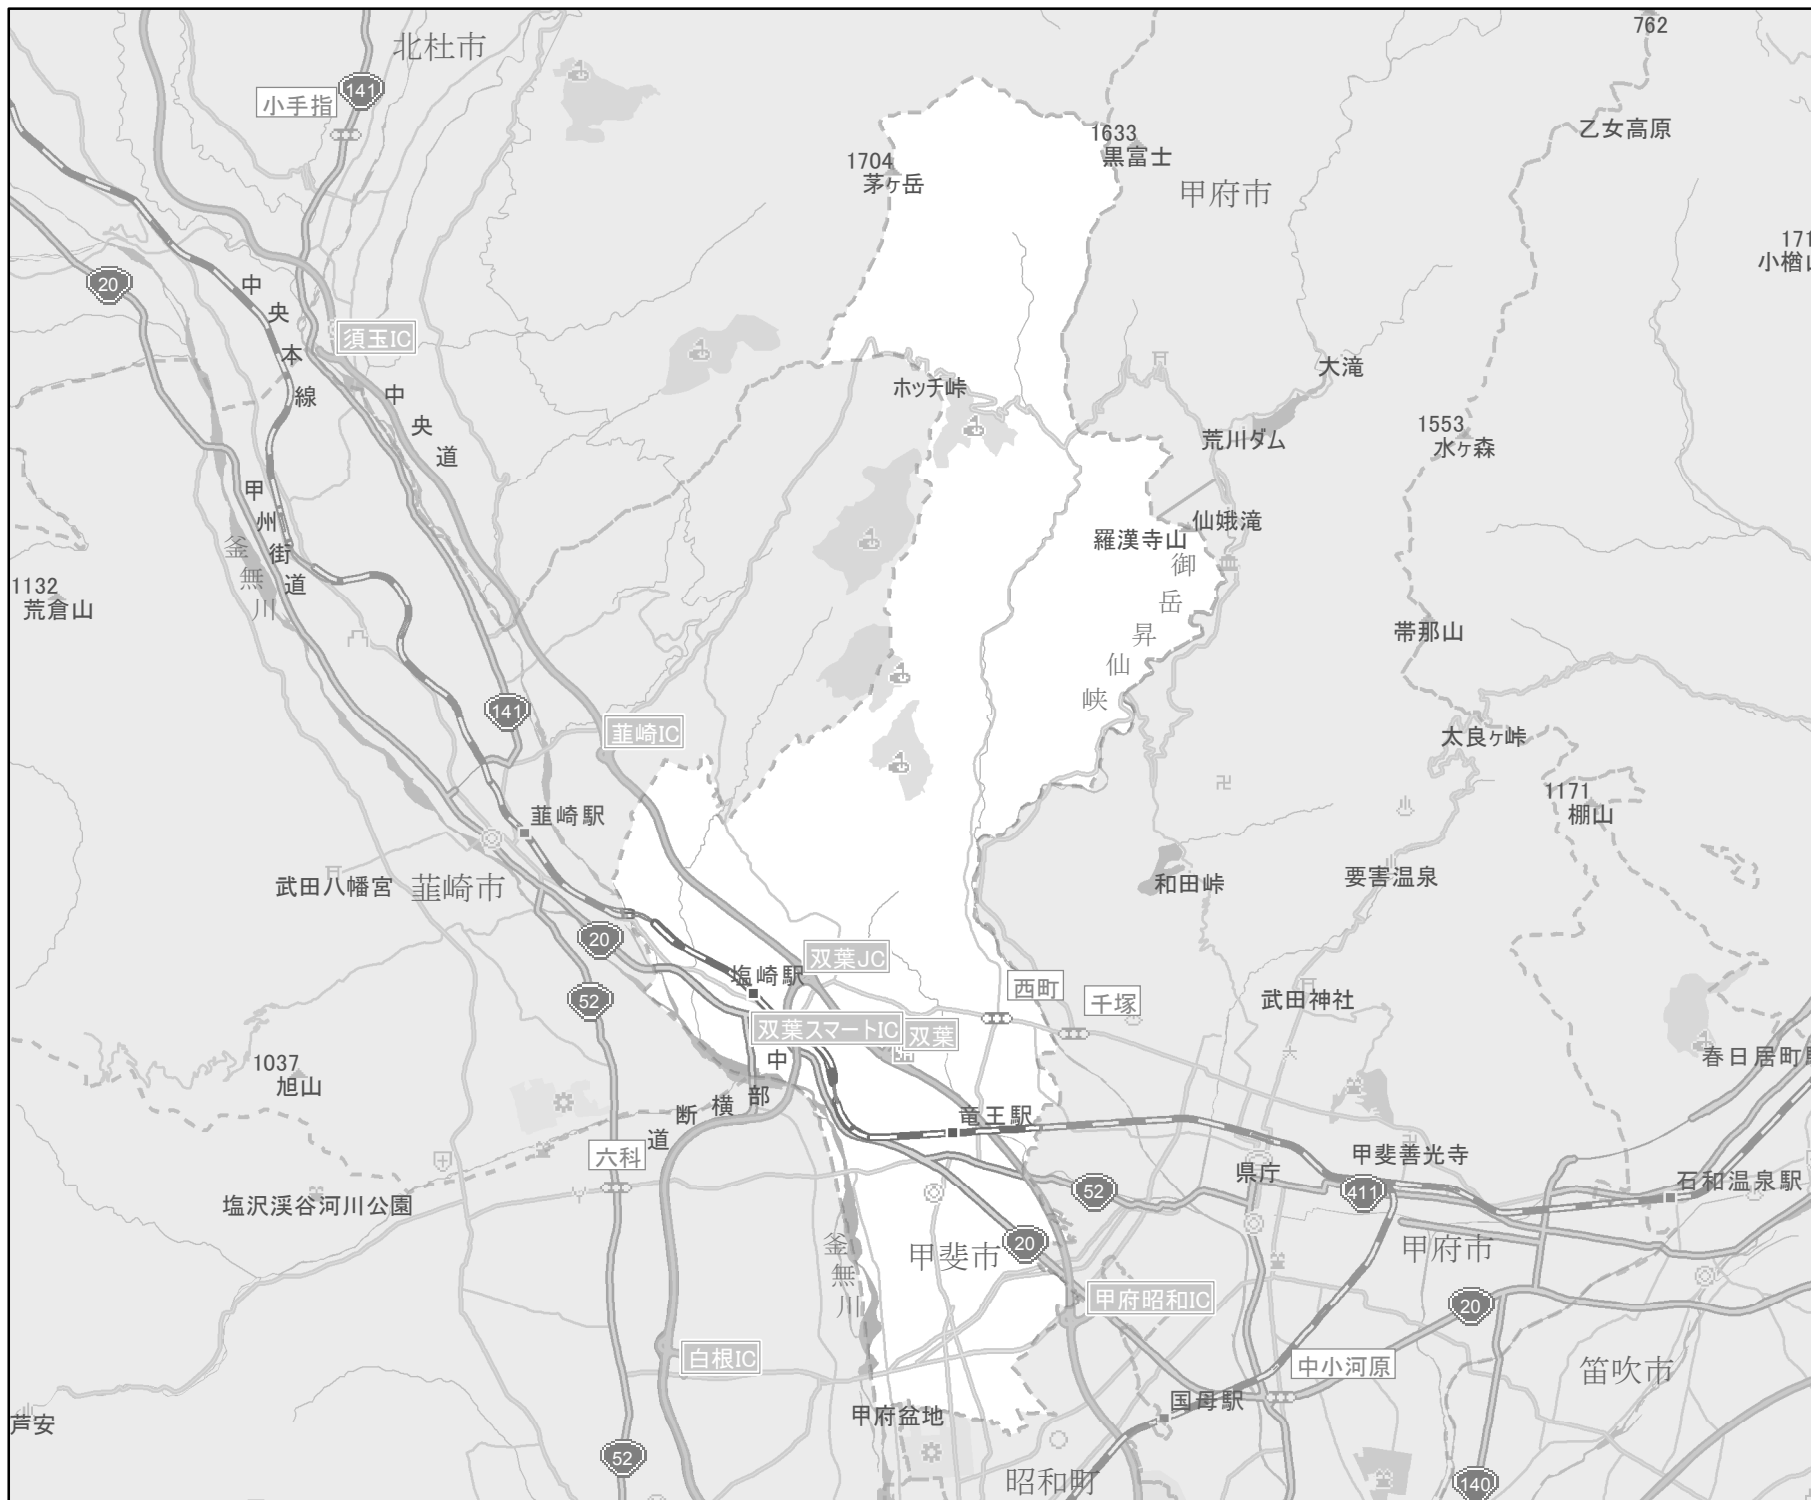 762
北杜市
141
小手指
乙女高原
1633
黒富士
1704
茅ヶ岳
甲府市
171
小楢山
20
中央本線
須玉IC
中央道
大滝
ホッチ峠
1553
水ヶ森
荒川ダム
甲州街道
釜無川
仙娥滝
羅漢寺山
御岳昇仙峡
1132
荒倉山
帯那山
141
韮崎IC
太良ヶ峠
1171
棚山
韮崎駅
武田八幡宮
韮崎市
和田峠
要害温泉
20
双葉JC
塩崎駅
西町
千塚
武田神社
52
双葉スマートIC
双葉
春日居町
1037
旭山
中部横断道
竜王駅
六科
県庁
甲斐善光寺
52
411
石和温泉駅
塩沢渓谷河川公園
釜無川
甲斐市
20
甲府市
甲府昭和IC
20
白根IC
中小河原
笛吹市
国母駅
芦安
甲府盆地
52
昭和町
140